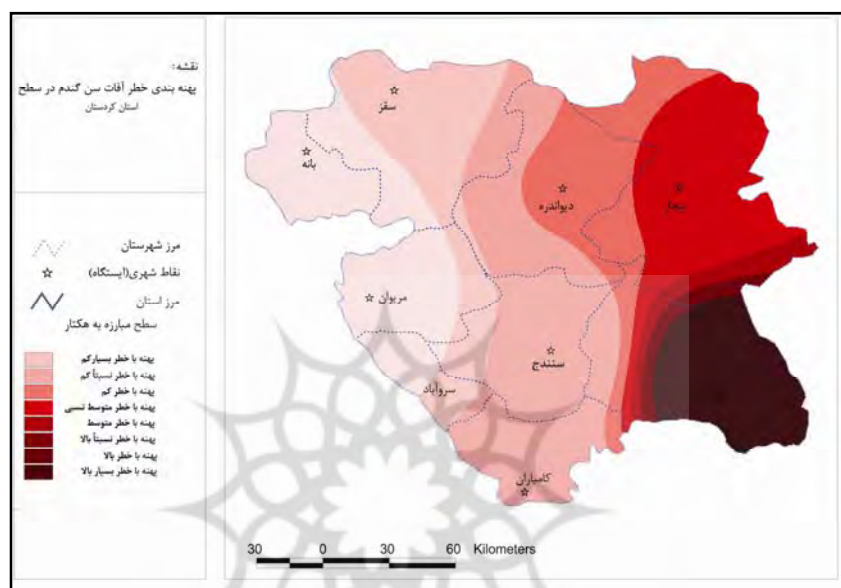 نقشه:
پهنه بندی خطر آفات سن گندم در سطح
استان کردستان
مرز شهرستان
نقاط شهری(ایستگاه)
مرز استان
سطح مبارزه به هکتار
پهنه با خطر بسیار کم
پهنه با خطر نسبتاً کم
پهنه با خطر کم
پهنه با خطر متوسط نسبی
پهنه با خطر متوسط
پهنه با خطر نسبتاً بالا
پهنه با خطر بالا
پهنه با خطر بسیار بالا
سقز
بانه
دیواندره
بیجار
مریوان
سنندج
سروآباد
کامیاران
30 0 30 60 Kilometers